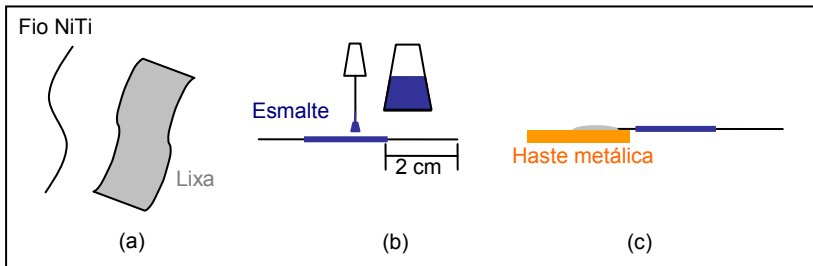 Fio NiTi
Lixa
(a)
Esmalte
2 cm
(b)
Haste metálica
(c)